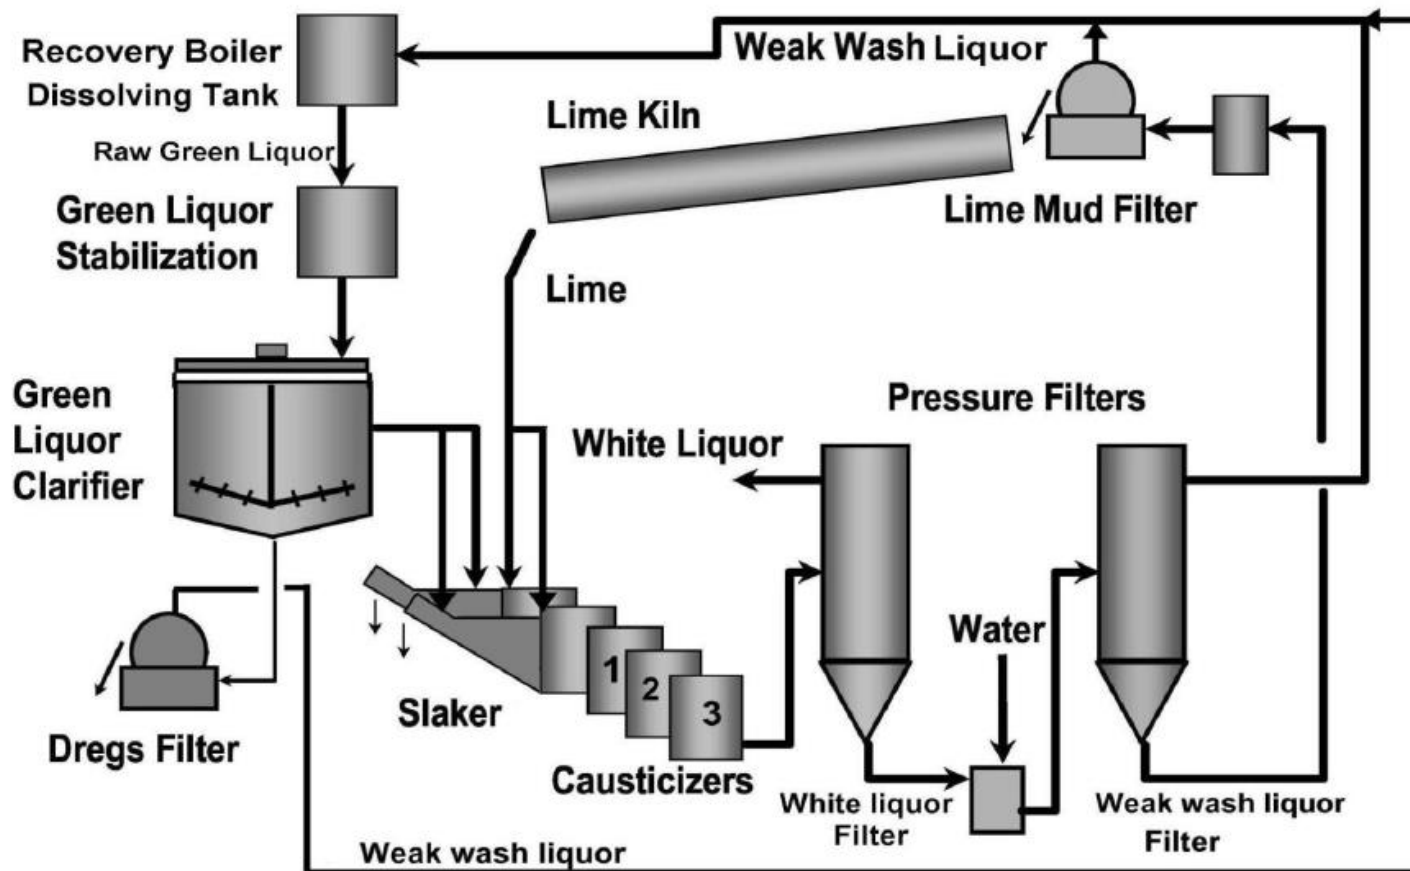 Recovery Boiler
Dissolving Tank
Weak Wash Liquor
Lime Kiln
Raw Green Liquor
Green Liquor
Stabilization
Lime Mud Filter
Lime
Green
Liquor
Clarifier
Pressure Filters
White Liquor
Water
1
2
3
Slaker
Dregs Filter
Causticizers
White liquor
Filter
Weak wash liquor
Filter
Weak wash liquor